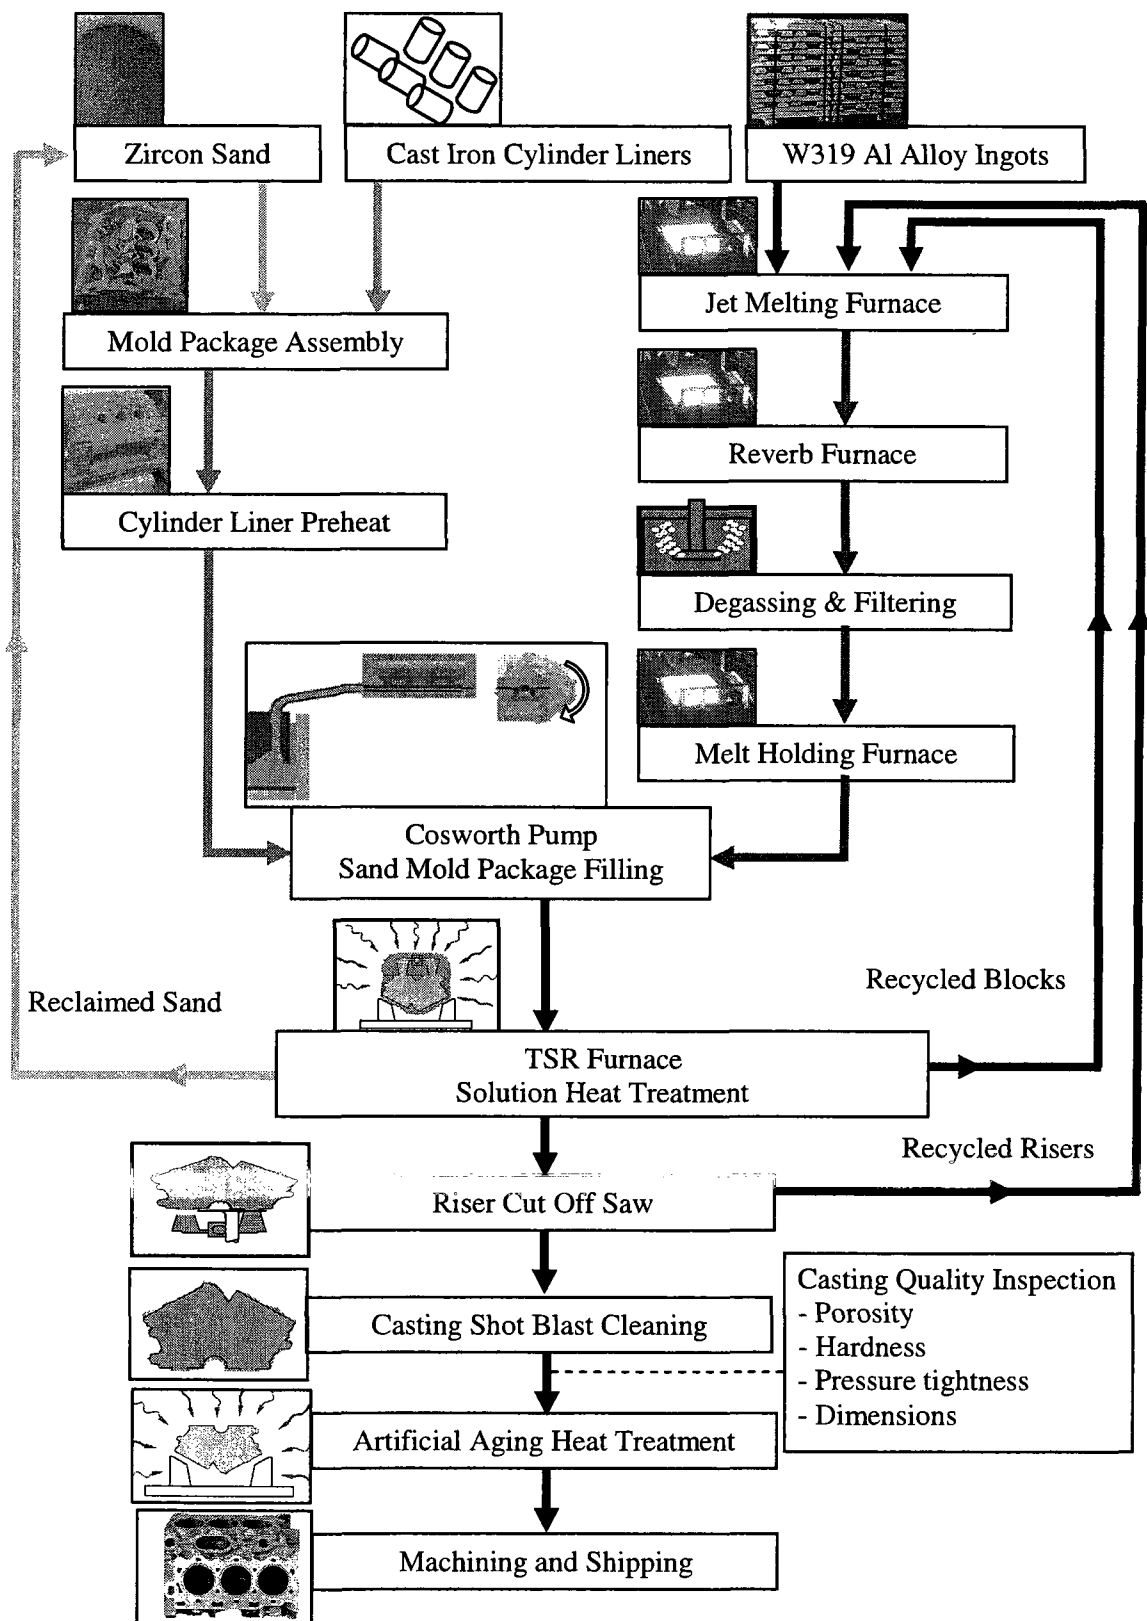 Zircon Sand
Cast Iron Cylinder Liners
W319 Al Alloy Ingots
Mold Package Assembly
Jet Melting Furnace
Reverb Furnace
Cylinder Liner Preheat
Degassing & Filtering
Melt Holding Furnace
Cosworth Pump
Sand Mold Package Filling
Reclaimed Sand
Recycled Blocks
TSR Furnace
Solution Heat Treatment
Recycled Risers
Riser Cut Off Saw
Casting Quality Inspection
- Porosity
- Hardness
- Pressure tightness
- Dimensions
Casting Shot Blast Cleaning
Artificial Aging Heat Treatment
Machining and Shipping